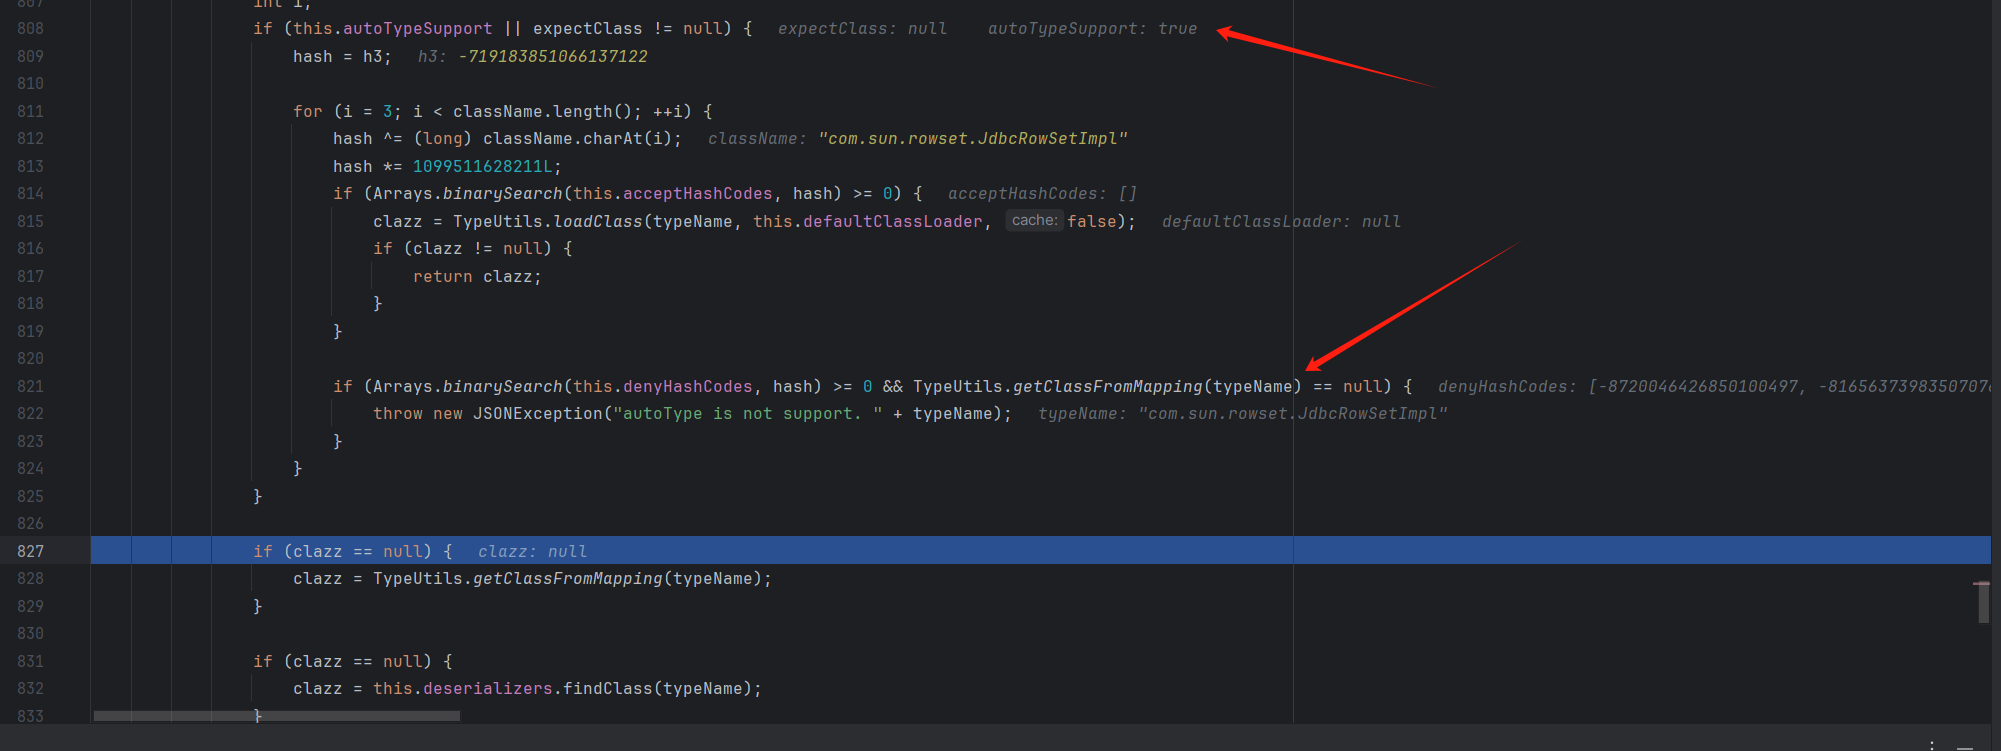 807 int i;
808 if (this.autoTypeSupport || expectClass != null) { expectClass: null autoTypeSupport: true
809 hash = h3; h3: -719183851066137122
810
811 for (i = 3; i < className.length(); ++i) {
812 hash ^= (long) className.charAt(i); className: "com.sun.rowset.JdbcRowSetImpl"
813 hash *= 1099511628211L;
814 if (Arrays.binarySearch(this.acceptHashCodes, hash) >= 0) { acceptHashCodes: []
815 clazz = TypeUtils.loadClass(typeName, this.defaultClassLoader, cache: false); defaultClassLoader: null
816 if (clazz != null) {
817 return clazz;
818 }
819 }
820
821 if (Arrays.binarySearch(this.denyHashCodes, hash) >= 0 && TypeUtils.getClassFromMapping(typeName) == null) { denyHashCodes: [-8720046426850100497, -81656373983507076
822 throw new JSONException("autoType is not support. " + typeName); typeName: "com.sun.rowset.JdbcRowSetImpl"
823 }
824 }
825 }
826
827 if (clazz == null) { clazz: null
828 clazz = TypeUtils.getClassFromMapping(typeName);
829 }
830
831 if (clazz == null) {
832 clazz = this.deserializers.findClass(typeName);
833 }